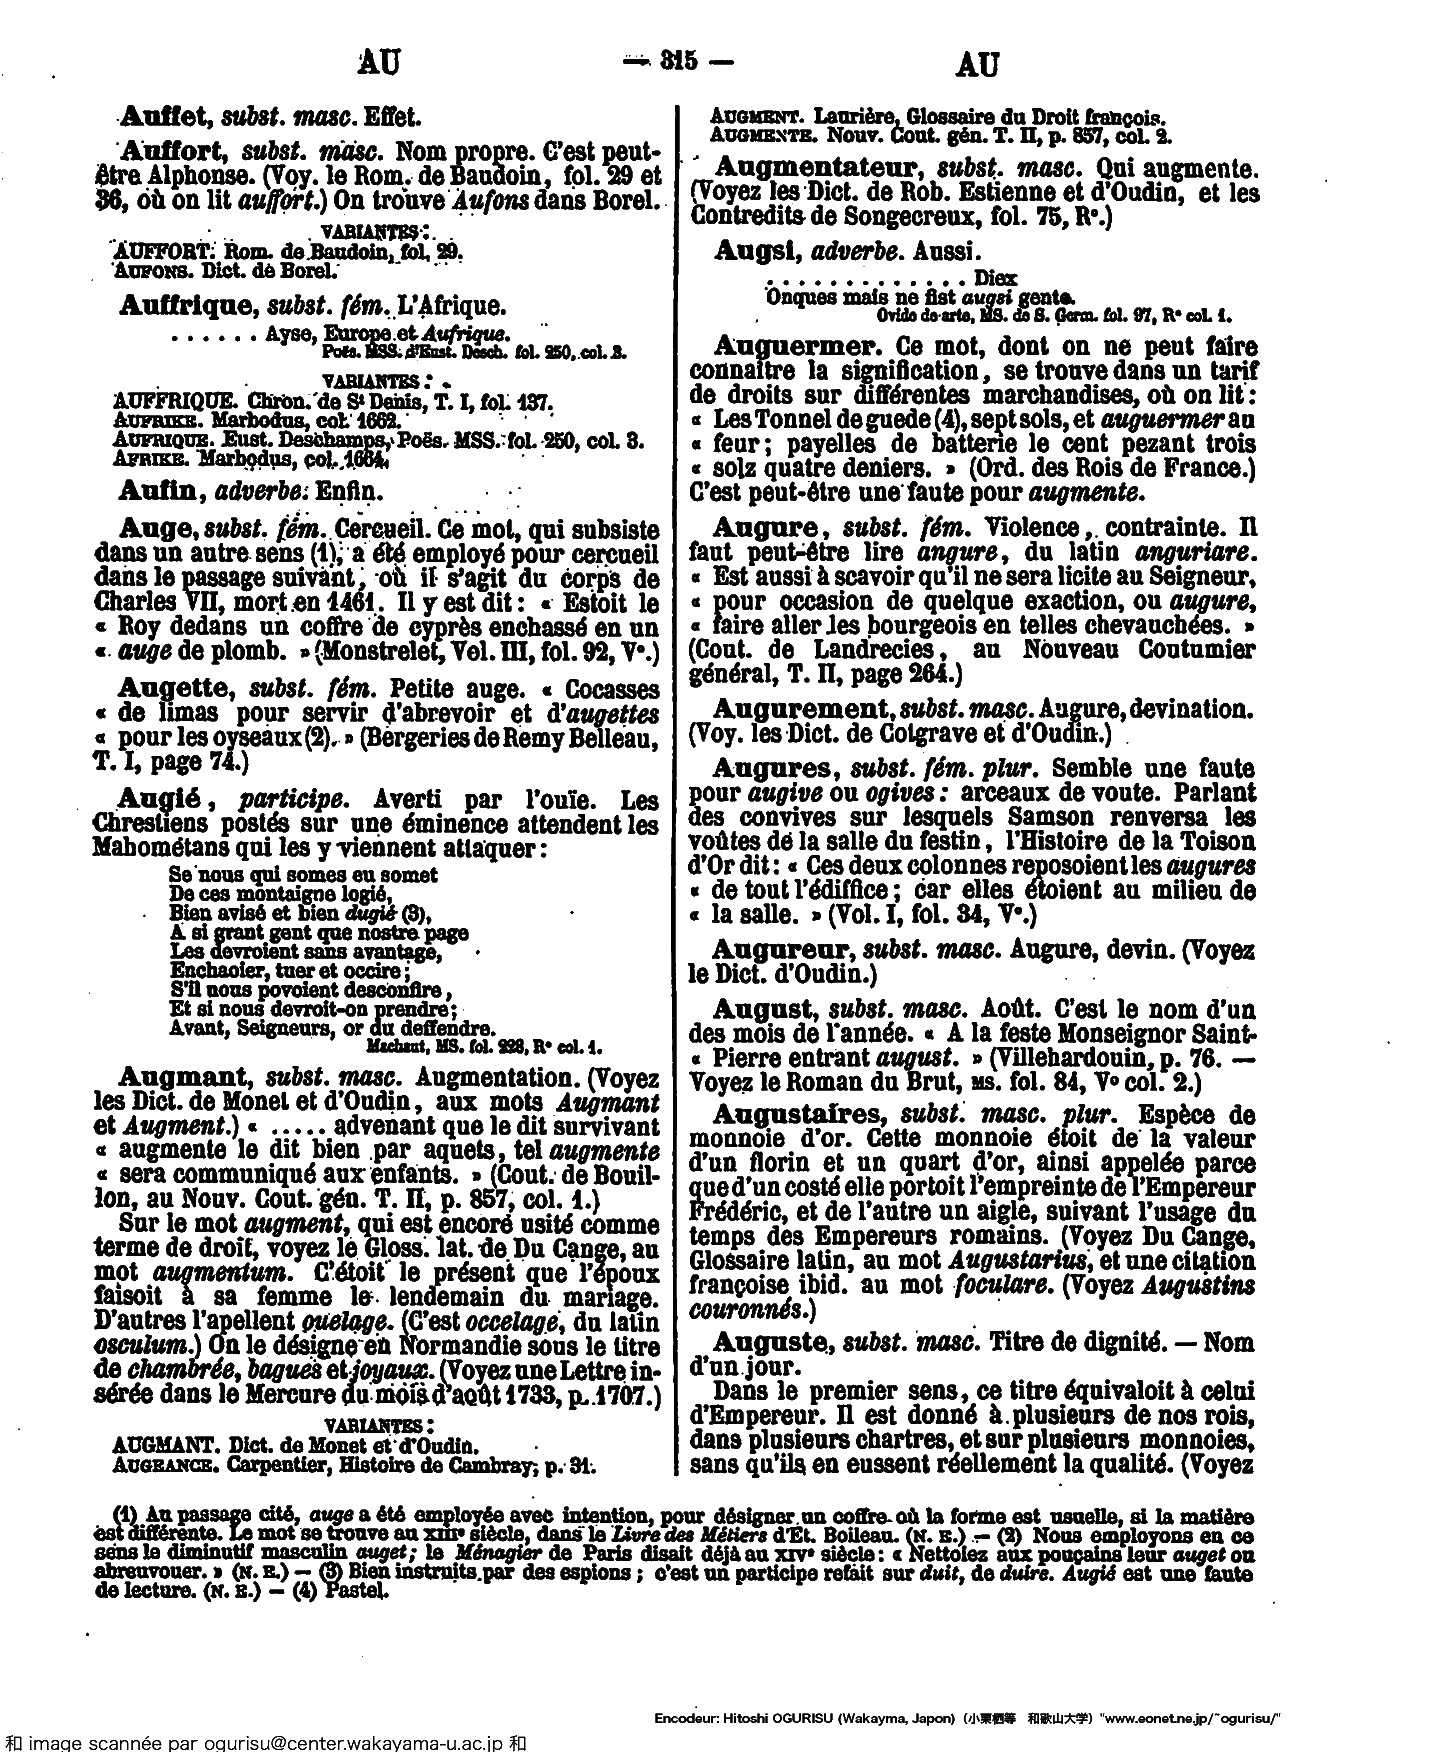 AU
— 315 —
AU
Auffet, subst. masc. Effet.
Auffort, subst. masc. Nom propre. C'est peut-
être Alphonse. (Voy. le Rom. de Baudoin, fol. 29 et
36, où on lit auffort.) On trouve Aufons dans Borel.
VARIANTES :
AUFFORT. Rom. de Baudoin, fol. 29.
AUFONS. Dict. de Borel.
Auffrique, subst. fém. L'Afrique.
. . . . . . Ayse, Europe et Aufrique.
Poës. MSS. d'Eust. Desch. fol. 250, col. 3.
VARIANTES :
AUFFRIQUE. Chron. de St Denis, T. I, fol. 137.
AUFRIKE. Marbodus, col. 1662.
AUFRIQUE. Eust. Deschamps, Poës. MSS. fol. 250, col. 3.
AFRIKE. Marbodus, col. 1664.
Aufin, adverbe. Enfin.
Auge, subst. fém. Cercueil. Ce mot, qui subsiste
dans un autre sens (1), a été employé pour cercueil
dans le passage suivant, où il s'agit du corps de
Charles VII, mort en 1461. Il y est dit : « Estoit le
« Roy dedans un coffre de cyprès enchassé en un
« auge de plomb. » (Monstrelet, Vol. III, fol. 92, V°.)
Augette, subst. fém. Petite auge. « Cocasses
« de limas pour servir d'abrevoir et d'augettes
« pour les oyseaux (2). » (Bergeries de Remy Belleau,
T. I, page 74.)
Augié, participe. Averti par l'ouïe. Les
Chrestiens postés sur une éminence attendent les
Mahométans qui les y viennent attaquer :
Se nous qui somes eu somet
De ces montaigne logié,
Bien avisé et bien augié (3),
A si grant gent que nostre page
Les devroient sans avantage,
Enchaoier, tuer et occire ;
S'il nous povoient desconfire,
Et si nous devroit-on prendre ;
Avant, Seigneurs, or du deffendre.
Machaut, MS. fol. 228, R° col. 1.
Augmant, subst. masc. Augmentation. (Voyez
les Dict. de Monet et d'Oudin, aux mots Augmant
et Augment.) « ..... advenant que le dit survivant
« augmente le dit bien par aquets, tel augmente
« sera communiqué aux enfants. » (Cout. de Bouil-
lon, au Nouv. Cout. gén. T. II, p. 857, col. 1.)
Sur le mot augment, qui est encoré usité comme
terme de droit, voyez le Gloss. lat. de Du Cange, au
mot augmentum. C'étoit le présent que l'époux
faisoit à sa femme le lendemain du mariage.
D'autres l'apellent ouelage. (C'est occelage, du latin
osculum.) On le désigne en Normandie sous le titre
de chambrée, bagues et joyaux. (Voyez une Lettre in-
sérée dans le Mercure du mois d'août 1733, p. 1707.)
VARIANTES :
AUGMANT. Dict. de Monet et d'Oudin.
AUGEANCE. Carpentier, Histoire de Cambray, p. 31.
AUGMENT. Laurière, Glossaire du Droit françois.
AUGMENTE. Nouv. Cout. gén. T. II, p. 857, col. 2.
Augmentateur, subst. masc. Qui augmente.
(Voyez les Dict. de Rob. Estienne et d'Oudin, et les
Contredits de Songecreux, fol. 75, R°.)
Augsi, adverbe. Aussi.
. . . . . . . . . . . . . Diex
Onques mais ne fist augsi gente.
Ovide de arte, MS. de S. Germ. fol. 97, R° col. 1.
Auguermer. Ce mot, dont on ne peut faire
connaître la signification, se trouve dans un tarif
de droits sur différentes marchandises, où on lit :
« Les Tonnel de guede (4), sept sols, et auguermer au
« feur ; payelles de batterie le cent pezant trois
« solz quatre deniers. » (Ord. des Rois de France.)
C'est peut-être une faute pour augmente.
Augure, subst. fém. Violence, contrainte. Il
faut peut-être lire angure, du latin anguriare.
« Est aussi à scavoir qu'il ne sera licite au Seigneur,
« pour occasion de quelque exaction, ou augure,
« faire aller les bourgeois en telles chevauchées. »
(Cout. de Landrecies, au Nouveau Coutumier
général, T. II, page 264.)
Augurement, subst. masc. Augure, devination.
(Voy. les Dict. de Cotgrave et d'Oudin.)
Augures, subst. fém. plur. Semble une faute
pour augive ou ogives : arceaux de voute. Parlant
des convives sur lesquels Samson renversa les
voûtes de la salle du festin, l'Histoire de la Toison
d'Or dit : « Ces deux colonnes reposoient les augures
« de tout l'édiffice ; car elles étoient au milieu de
« la salle. » (Vol. I, fol. 34, V°.)
Augureur, subst. masc. Augure, devin. (Voyez
le Dict. d'Oudin.)
August, subst. masc. Août. C'est le nom d'un
des mois de l'année. « A la feste Monseignor Saint-
« Pierre entrant august. » (Villehardouin, p. 76. —
Voyez le Roman du Brut, MS. fol. 84, V° col. 2.)
Augustaires, subst. masc. plur. Espèce de
monnoie d'or. Cette monnoie étoit de la valeur
d'un florin et un quart d'or, ainsi appelée parce
que d'un costé elle portoit l'empreinte de l'Empereur
Frédéric, et de l'autre un aigle, suivant l'usage du
temps des Empereurs romains. (Voyez Du Cange,
Glossaire latin, au mot Augustarius, et une citation
françoise ibid. au mot foculare. (Voyez Augustins
couronnés.)
Auguste, subst. masc. Titre de dignité. — Nom
d'un jour.
Dans le premier sens, ce titre équivaloit à celui
d'Empereur. Il est donné à plusieurs de nos rois,
dans plusieurs chartres, et sur plusieurs monnoies,
sans qu'ils en eussent réellement la qualité. (Voyez
(1) Au passage cité, auge a été employée avec intention, pour désigner un coffre où la forme est usuelle, si la matière
est différente. Le mot se trouve au XIIIe siècle, dans le Livre des Métiers d'Et. Boileau. (N. E.) — (2) Nous employons en ce
sens le diminutif masculin auget ; le Ménagier de Paris disait déjà au XIVe siècle : « Nettoiez aux pouçains leur auget ou
abreuvouer. » (N. E.) — (3) Bien instruits par des espions ; c'est un participe refait sur duit, de duire. Augié est une faute
de lecture. (N. E.) — (4) Pastel.
Encodeur: Hitoshi OGURISU (Wakayma, Japon) (小栗栖等 和歌山大学) "www.eonet.ne.jp/~ogurisu/"
和 image scannée par ogurisu@center.wakayama-u.ac.jp 和